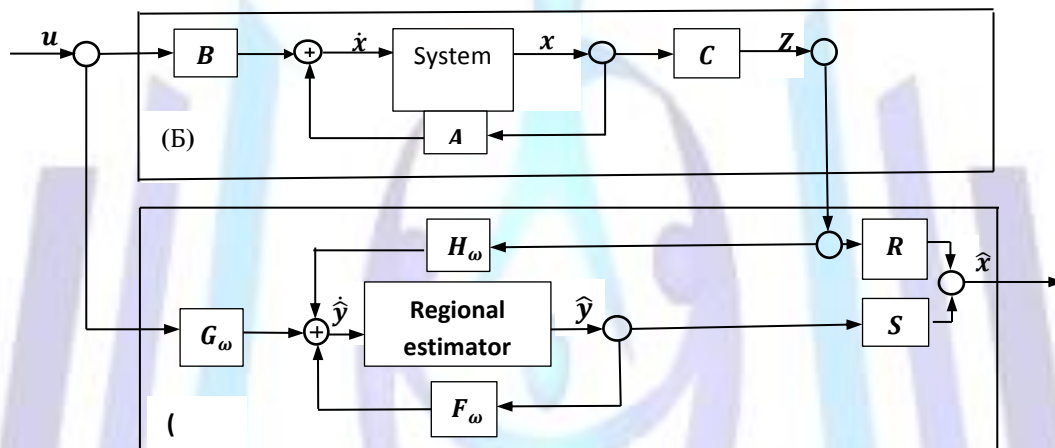 u
B
+
ẋ
System
x
C
Z
A
(Б)
H_ω
R
x̂
G_ω
+
ŷ̇
Regional
estimator
ŷ
S
F_ω
(